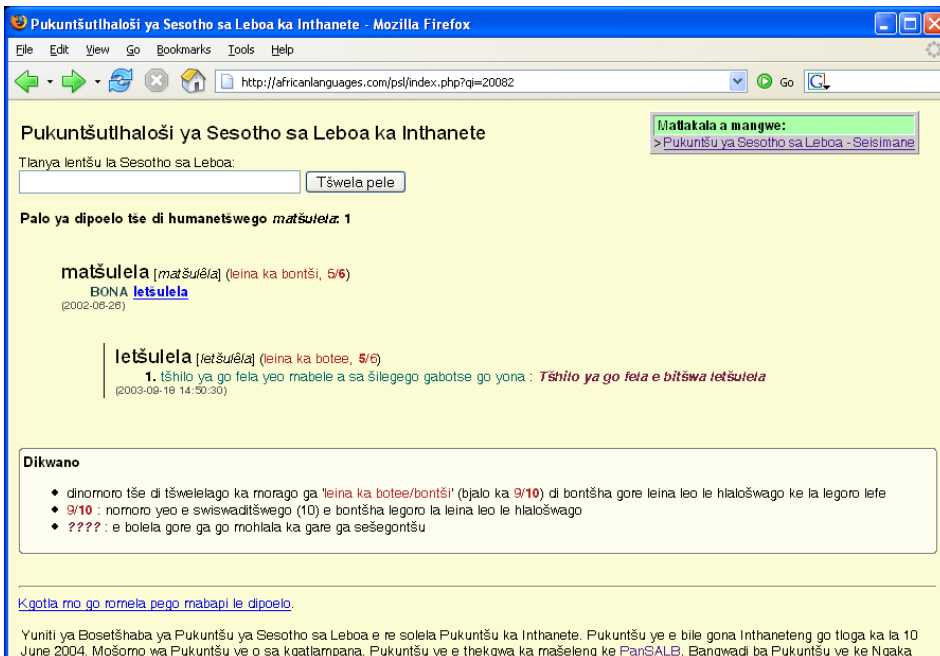 Pukuntšutlhaloši ya Sesotho sa Leboa ka Inthanete - Mozilla Firefox
File Edit View Go Bookmarks Tools Help
http://africanlanguages.com/psl/index.php?qi=20082 Go G
Pukuntšutlhaloši ya Sesotho sa Leboa ka Inthanete
Matlakala a mangwe:
> Pukuntšu ya Sesotho sa Leboa - Seisimane
Tlanya lentšu la Sesotho sa Leboa:
Tšwela pele
Palo ya dipoelo tše di humanetšwego matšulela: 1
matšulela [matšulêla] (leina ka bontši, 5/6)
BONA letšulela
(2002-06-26)
letšulela [letšulêla] (leina ka botee, 5/6)
1. tšhilo ya go fela yeo mabele a sa šilegego gabotse go yona : Tšhilo ya go fela e bitšwa letšulela
(2003-09-18 14:50:30)
Dikwano
♦ dinomoro tše di tšwelelago ka morago ga 'leina ka botee/bontši' (bjalo ka 9/10) di bontšha gore leina leo le hlalošwago ke la legoro lefe
♦ 9/10 : nomoro yeo e swiswaditšwego (10) e bontšha legoro la leina leo le hlalošwago
♦ ???? : e bolela gore ga go mohlala ka gare ga sešegontšu
Kgotla mo go romela pego mabapi le dipoelo.
Yuniti ya Bosetšhaba ya Pukuntšu ya Sesotho sa Leboa e re solela Pukuntšu ka Inthanete. Pukuntšu ye e bile gona Inthaneteng go tloga ka la 10
June 2004. Mošomo wa Pukuntšu ye o sa kgatlampana. Pukuntšu ye e thekgwa ka mašeleng ke PanSALB. Bangwadi ba Pukuntšu ye ke Ngaka